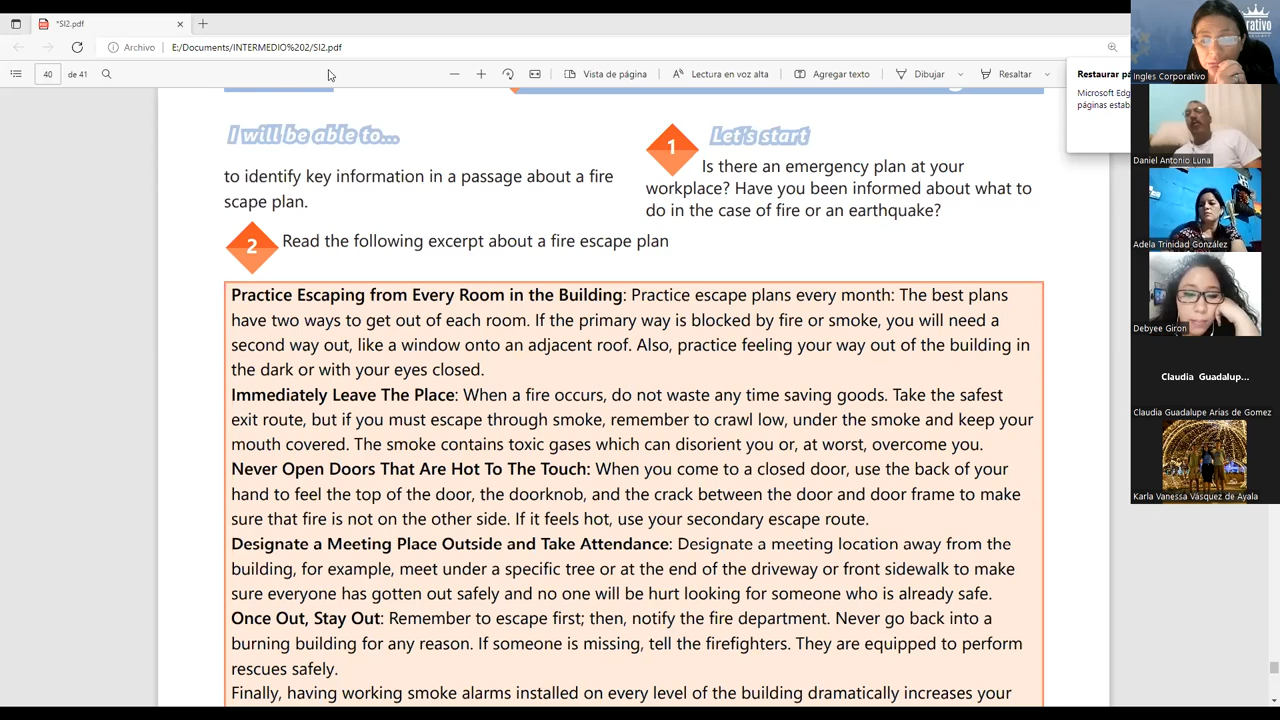 *SI2.pdf
Archivo E:/Documents/INTERMEDIO%202/SI2.pdf
40 de 41 Vista de página Lectura en voz alta Agregar texto Dibujar Resaltar
Restaurar pá
Microsoft Edg
páginas estab
I will be able to...
to identify key information in a passage about a fire
scape plan.
1 Let's start
Is there an emergency plan at your
workplace? Have you been informed about what to
do in the case of fire or an earthquake?
2 Read the following excerpt about a fire escape plan
Practice Escaping from Every Room in the Building: Practice escape plans every month: The best plans
have two ways to get out of each room. If the primary way is blocked by fire or smoke, you will need a
second way out, like a window onto an adjacent roof. Also, practice feeling your way out of the building in
the dark or with your eyes closed.
Immediately Leave The Place: When a fire occurs, do not waste any time saving goods. Take the safest
exit route, but if you must escape through smoke, remember to crawl low, under the smoke and keep your
mouth covered. The smoke contains toxic gases which can disorient you or, at worst, overcome you.
Never Open Doors That Are Hot To The Touch: When you come to a closed door, use the back of your
hand to feel the top of the door, the doorknob, and the crack between the door and door frame to make
sure that fire is not on the other side. If it feels hot, use your secondary escape route.
Designate a Meeting Place Outside and Take Attendance: Designate a meeting location away from the
building, for example, meet under a specific tree or at the end of the driveway or front sidewalk to make
sure everyone has gotten out safely and no one will be hurt looking for someone who is already safe.
Once Out, Stay Out: Remember to escape first; then, notify the fire department. Never go back into a
burning building for any reason. If someone is missing, tell the firefighters. They are equipped to perform
rescues safely.
Finally, having working smoke alarms installed on every level of the building dramatically increases your
rativo
Ingles Corporativo
Daniel Antonio Luna
Adela Trinidad González
Debyee Giron
Claudia Guadalup...
Claudia Guadalupe Arias de Gomez
Karla Vanessa Vásquez de Ayala